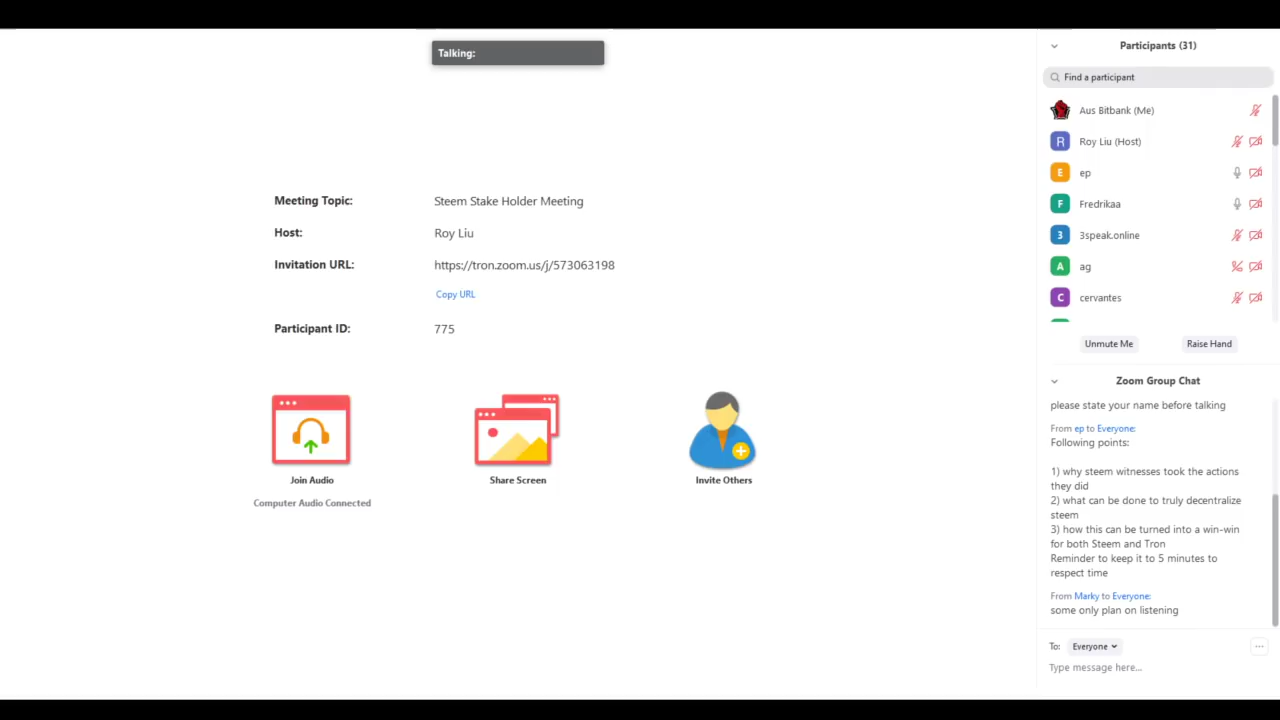 Talking:
Meeting Topic: Steem Stake Holder Meeting
Host: Roy Liu
Invitation URL: https://tron.zoom.us/j/573063198
Copy URL
Participant ID: 775
Join Audio
Computer Audio Connected
Share Screen
Invite Others
Participants (31)
Find a participant
Aus Bitbank (Me)
R Roy Liu (Host)
E ep
F Fredrikaa
3 3speak.online
A ag
C cervantes
Unmute Me Raise Hand
Zoom Group Chat
please state your name before talking
From ep to Everyone:
Following points:
1) why steem witnesses took the actions
they did
2) what can be done to truly decentralize
steem
3) how this can be turned into a win-win
for both Steem and Tron
Reminder to keep it to 5 minutes to
respect time
From Marky to Everyone:
some only plan on listening
To: Everyone
Type message here...